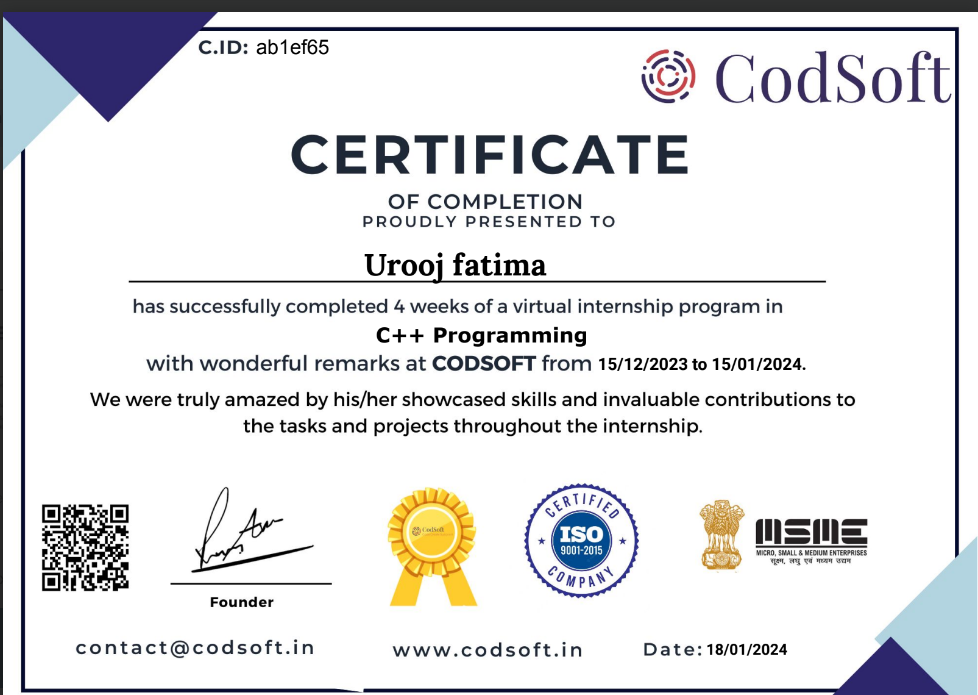 C.ID: ab1ef65
CodSoft
CERTIFICATE
OF COMPLETION
PROUDLY PRESENTED TO
Urooj fatima
has successfully completed 4 weeks of a virtual internship program in
C++ Programming
with wonderful remarks at CODSOFT from 15/12/2023 to 15/01/2024.
We were truly amazed by his/her showcased skills and invaluable contributions to
the tasks and projects throughout the internship.
Founder
CodSoft
CERTIFIED
ISO
9001-2015
COMPANY
MSME
MICRO, SMALL & MEDIUM ENTERPRISES
सूक्ष्म, लघु एवं मध्यम उद्यम
contact@codsoft.in
www.codsoft.in
Date: 18/01/2024